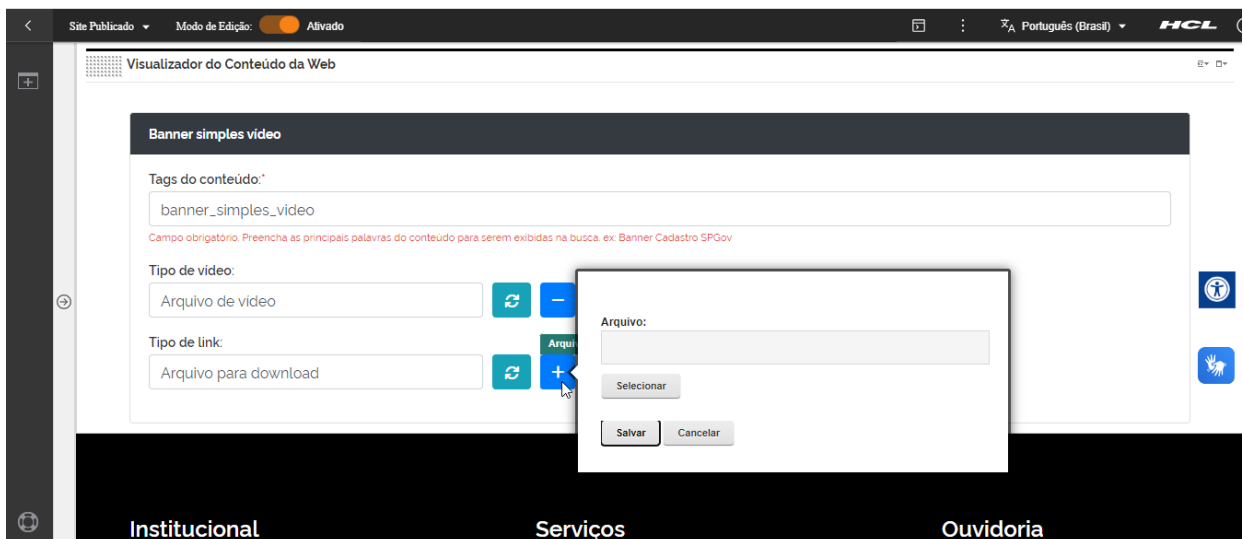 Site Publicado
Modo de Edição:
Ativado
Português (Brasil)
HCL
Visualizador do Conteúdo da Web
Banner simples vídeo
Tags do conteúdo:*
banner_simples_video
Campo obrigatório. Preencha as principais palavras do conteúdo para serem exibidas na busca. ex: Banner Cadastro SPGov
Tipo de vídeo:
Arquivo de vídeo
Tipo de link:
Arqui
Arquivo para download
Arquivo:
Selecionar
Salvar
Cancelar
Institucional
Serviços
Ouvidoria